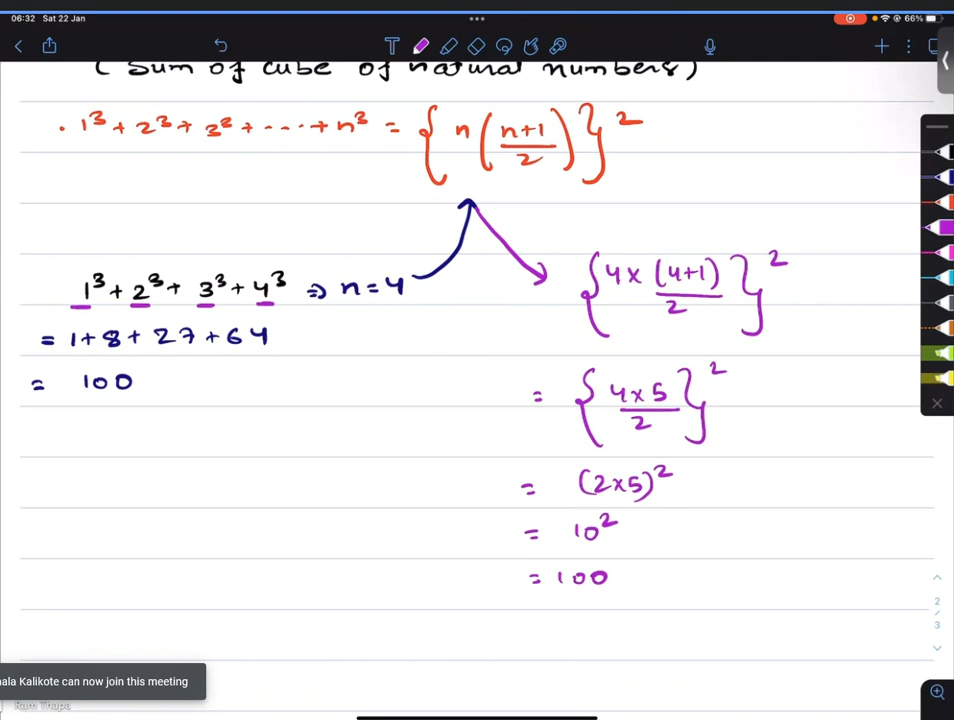 06:32 Sat 22 Jan
66%
( Sum of cube of natural numbers)
. 1³ + 2³ + 3³ + ---- + n³ = { n ( n+1 / 2 ) }²
1³ + 2³ + 3³ + 4³ ⇒ n = 4
= 1 + 8 + 27 + 64
= 100
{ 4 × (4+1) / 2 }²
= { 4 × 5 / 2 }²
= (2×5)²
= 10²
= 100
2
/
3
ala Kalikote can now join this meeting
Ram Thapa